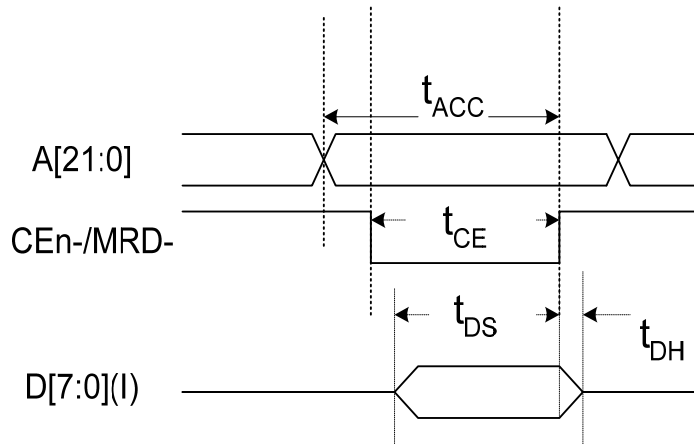 tACC
A[21:0]
CEn-/MRD-
tCE
tDS
tDH
D[7:0](I)